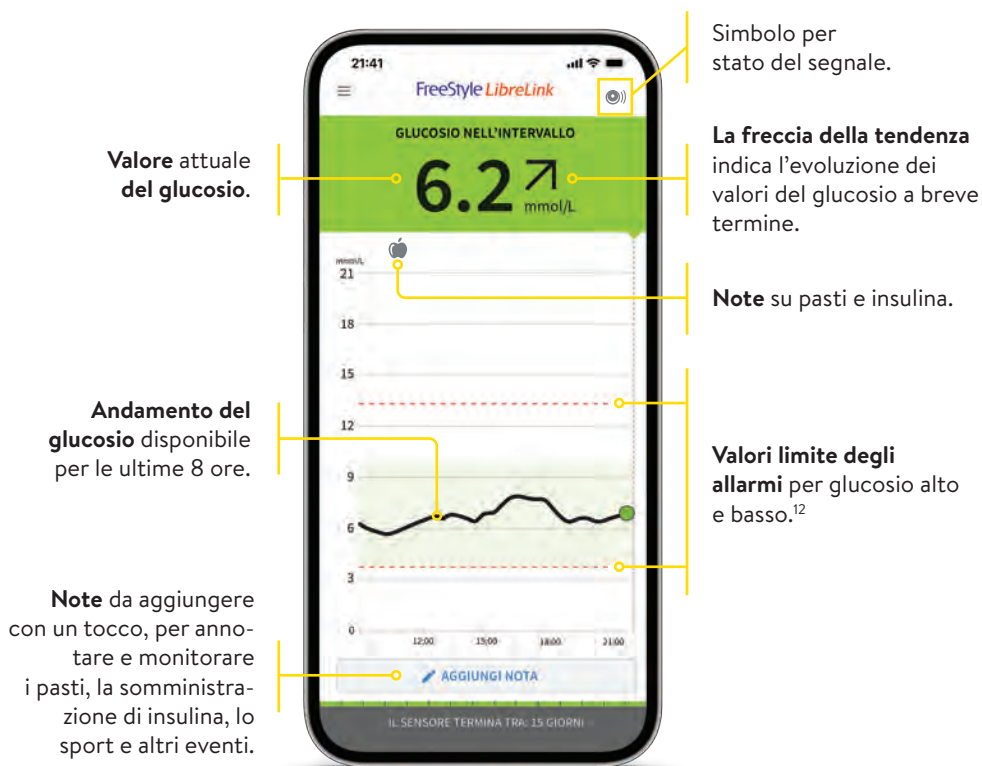 Simbolo per
stato del segnale.
21:41
FreeStyle LibreLink
GLUCOSIO NELL'INTERVALLO
6.2
mmol/L
Valore attuale
del glucosio.
La freccia della tendenza
indica l'evoluzione dei
valori del glucosio a breve
termine.
mmol/L
21
18
15
12
9
6
3
0
12:00 15:00 18:00 21:00
Note su pasti e insulina.
Andamento del
glucosio disponibile
per le ultime 8 ore.
Valori limite degli
allarmi per glucosio alto
e basso.12
Note da aggiungere
con un tocco, per anno-
tare e monitorare
i pasti, la somministra-
zione di insulina, lo
sport e altri eventi.
AGGIUNGI NOTA
IL SENSORE TERMINA TRA: 15 GIORNI